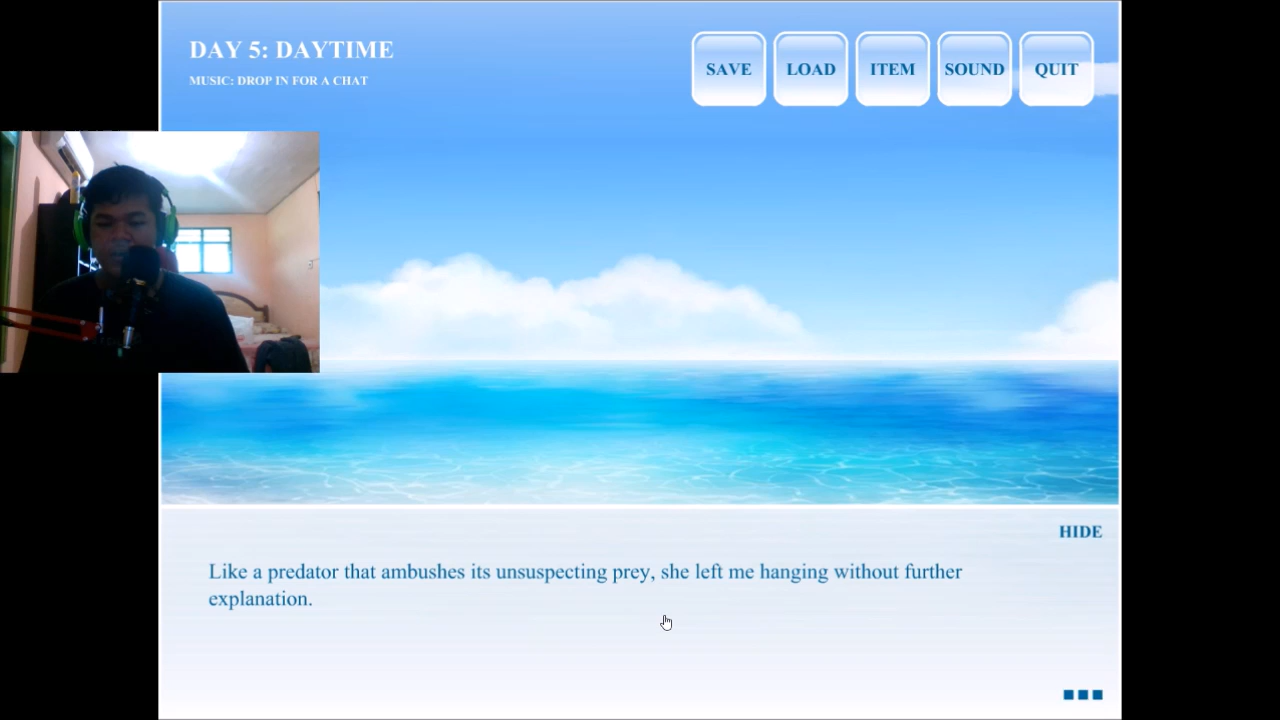 DAY 5: DAYTIME
MUSIC: DROP IN FOR A CHAT
SAVE
LOAD
ITEM
SOUND
QUIT
HIDE
Like a predator that ambushes its unsuspecting prey, she left me hanging without further
explanation.